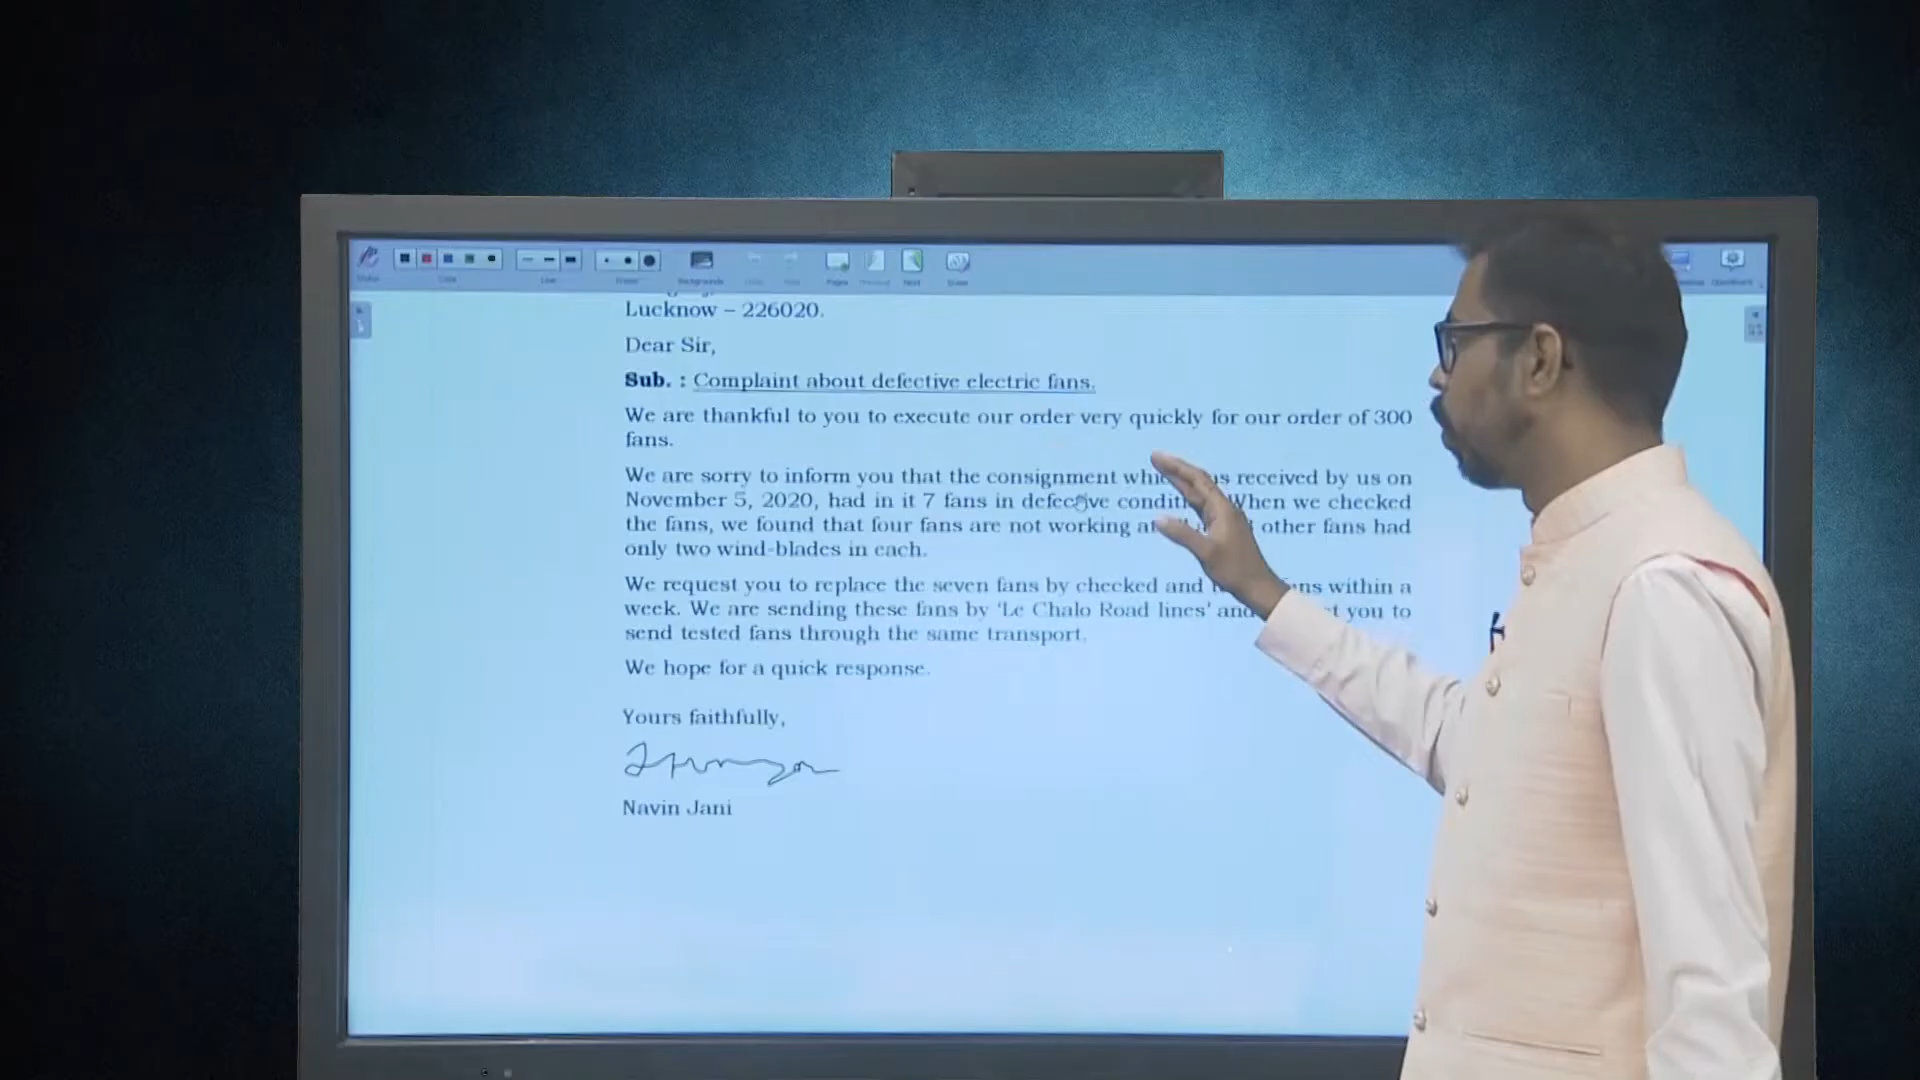 Lucknow – 226020.
Dear Sir,
Sub. : Complaint about defective electric fans.
We are thankful to you to execute our order very quickly for our order of 300
fans.
We are sorry to inform you that the consignment received by us on
November 5, 2020, had in it 7 fans in defective When we checked
the fans, we found that four fans are not working other fans had
only two wind-blades in each.
We request you to replace the seven fans by checked and within a
week. We are sending these fans by ‘Le Chalo Road lines’ and you to
send tested fans through the same transport.
We hope for a quick response.
Yours faithfully,
Navin Jani